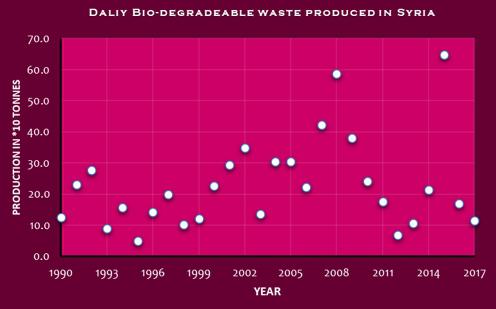 Daliy Bio-degradeable waste produced in Syria
70.0
60.0
50.0
40.0
30.0
20.0
10.0
0.0
PRODUCTION IN *10 TONNES
1990 1993 1996 1999 2002 2005 2008 2011 2014 2017
YEAR